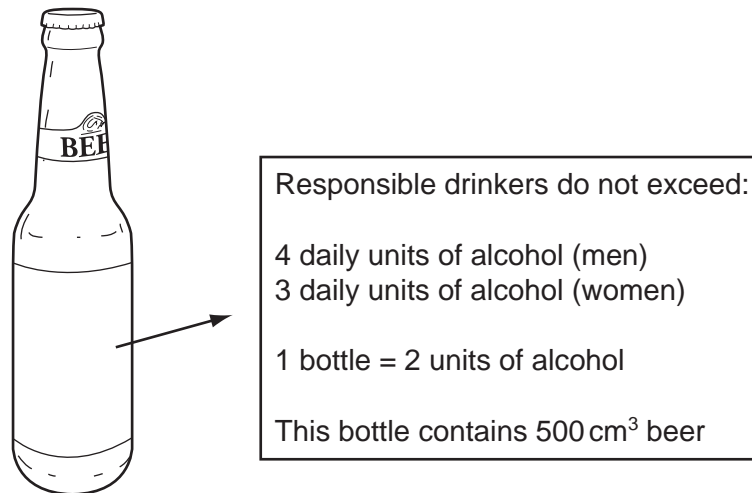 Responsible drinkers do not exceed:
4 daily units of alcohol (men)
3 daily units of alcohol (women)
1 bottle = 2 units of alcohol
This bottle contains 500 cm³ beer